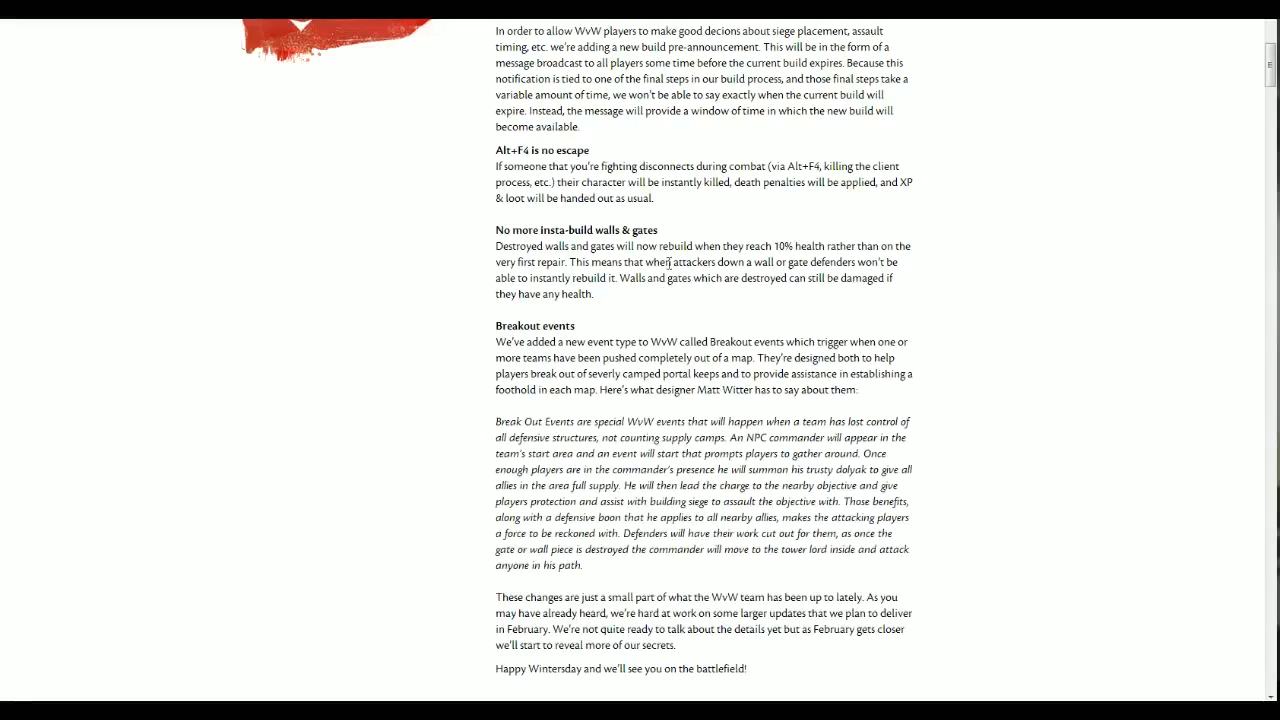 In order to allow WvW players to make good decions about siege placement, assault
timing, etc. we're adding a new build pre-announcement. This will be in the form of a
message broadcast to all players some time before the current build expires. Because this
notification is tied to one of the final steps in our build process, and those final steps take a
variable amount of time, we won't be able to say exactly when the current build will
expire. Instead, the message will provide a window of time in which the new build will
become available.
Alt+F4 is no escape
If someone that you're fighting disconnects during combat (via Alt+F4, killing the client
process, etc.) their character will be instantly killed, death penalties will be applied, and XP
& loot will be handed out as usual.
No more insta-build walls & gates
Destroyed walls and gates will now rebuild when they reach 10% health rather than on the
very first repair. This means that when attackers down a wall or gate defenders won't be
able to instantly rebuild it. Walls and gates which are destroyed can still be damaged if
they have any health.
Breakout events
We've added a new event type to WvW called Breakout events which trigger when one or
more teams have been pushed completely out of a map. They're designed both to help
players break out of severly camped portal keeps and to provide assistance in establishing a
foothold in each map. Here's what designer Matt Witter has to say about them:
Break Out Events are special WvW events that will happen when a team has lost control of
all defensive structures, not counting supply camps. An NPC commander will appear in the
team's start area and an event will start that prompts players to gather around. Once
enough players are in the commander's presence he will summon his trusty dolyak to give all
allies in the area full supply. He will then lead the charge to the nearby objective and give
players protection and assist with building siege to assault the objective with. Those benefits,
along with a defensive boon that he applies to all nearby allies, makes the attacking players
a force to be reckoned with. Defenders will have their work cut out for them, as once the
gate or wall piece is destroyed the commander will move to the tower lord inside and attack
anyone in his path.
These changes are just a small part of what the WvW team has been up to lately. As you
may have already heard, we're hard at work on some larger updates that we plan to deliver
in February. We're not quite ready to talk about the details yet but as February gets closer
we'll start to reveal more of our secrets.
Happy Wintersday and we'll see you on the battlefield!